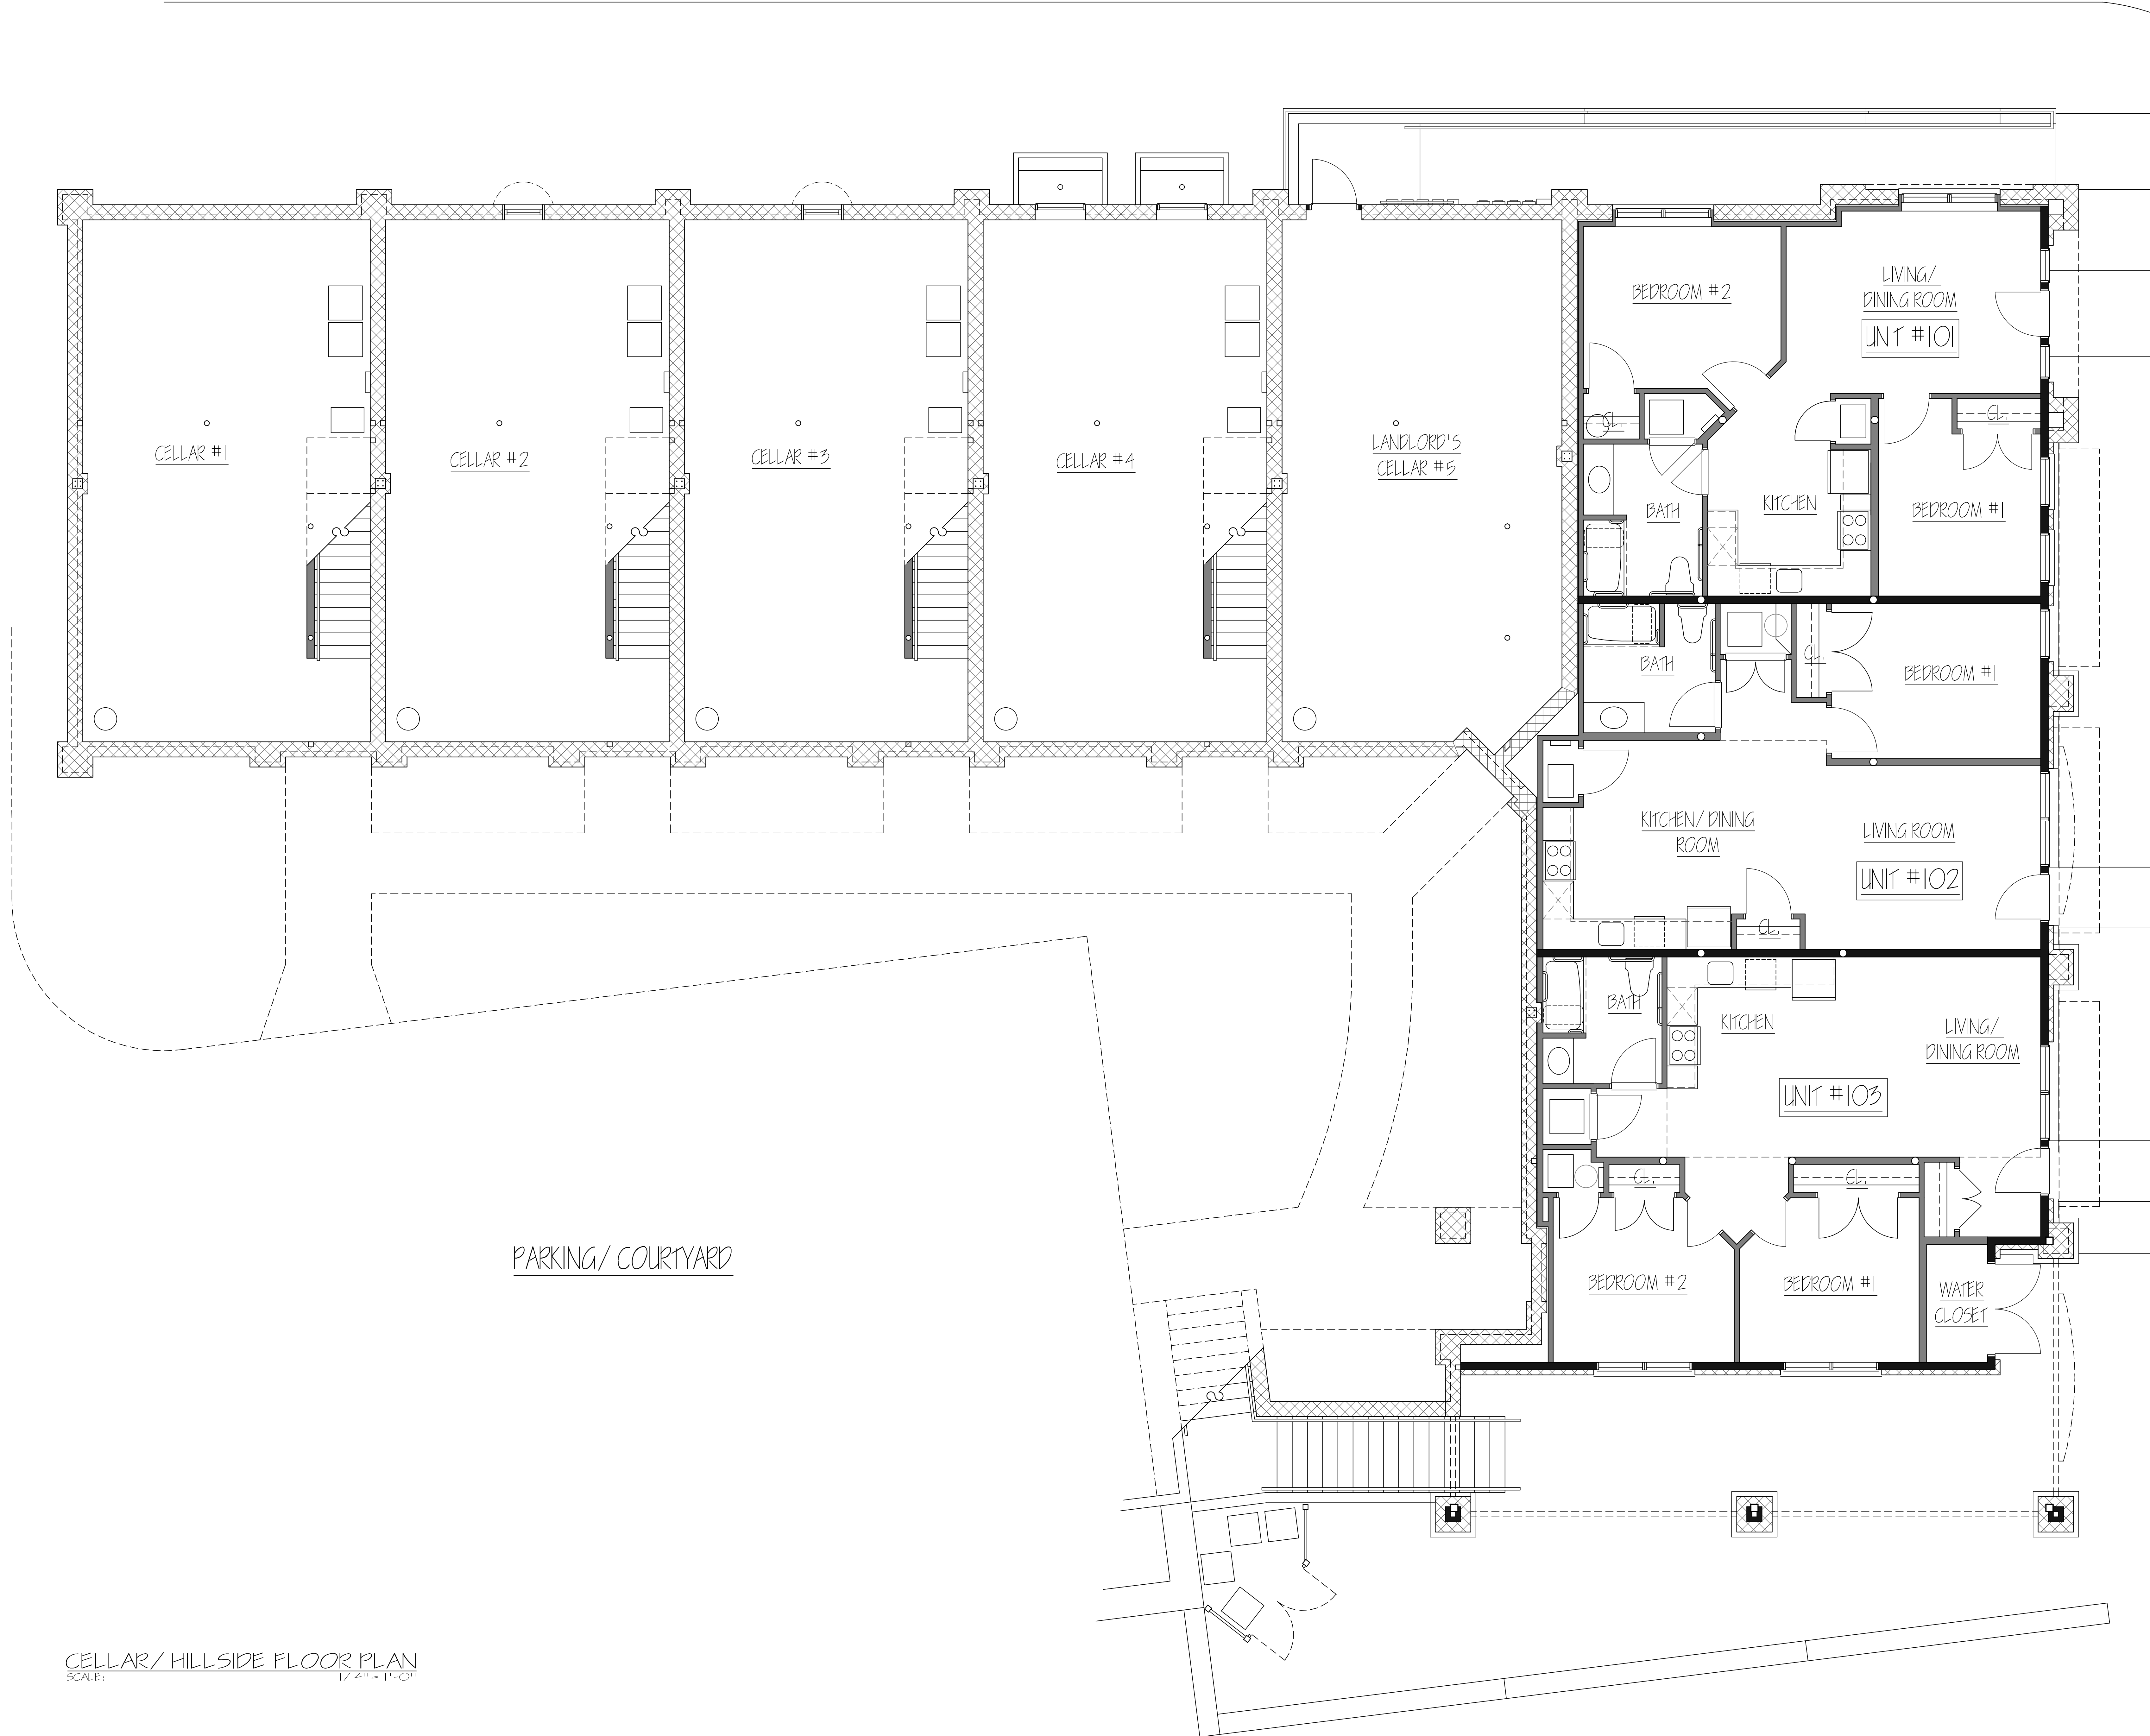 BEDROOM #2
LIVING/
DINING ROOM
UNIT #101
CL.
CL.
CELLAR #1
CELLAR #2
CELLAR #3
CELLAR #4
LANDLORD'S
CELLAR #5
BATH
KITCHEN
BEDROOM #1
BATH
CL.
BEDROOM #1
KITCHEN/ DINING
ROOM
LIVING ROOM
UNIT #102
CL.
BATH
KITCHEN
LIVING/
DINING ROOM
UNIT #103
CL.
CL.
BEDROOM #2
BEDROOM #1
WATER
CLOSET
PARKING/ COURTYARD
CELLAR/ HILLSIDE FLOOR PLAN
SCALE: 1/4"= 1'-0"